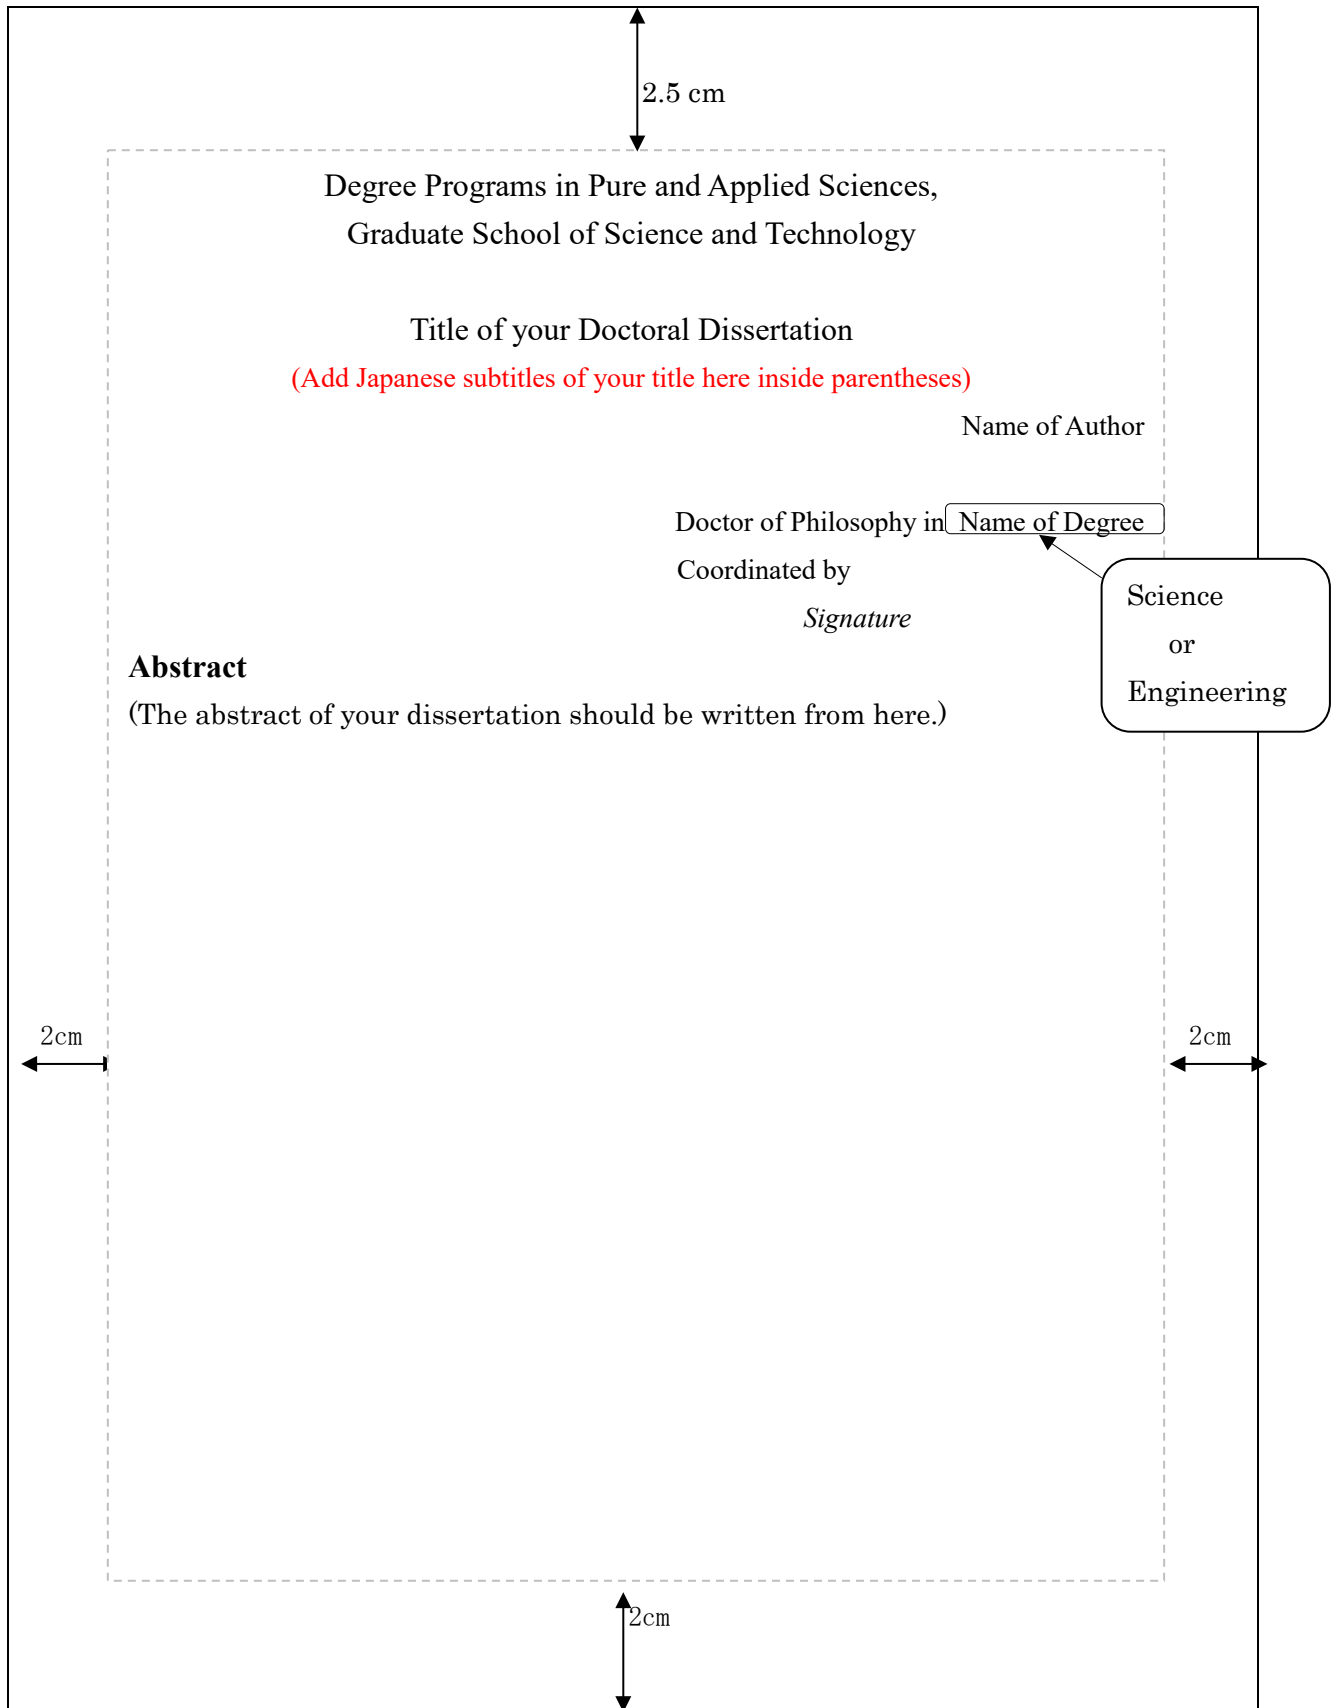 2.5 cm
Degree Programs in Pure and Applied Sciences,
Graduate School of Science and Technology
Title of your Doctoral Dissertation
(Add Japanese subtitles of your title here inside parentheses)
Name of Author
Doctor of Philosophy in Name of Degree
Coordinated by
Signature
Science
or
Engineering
Abstract
(The abstract of your dissertation should be written from here.)
2cm
2cm
2cm